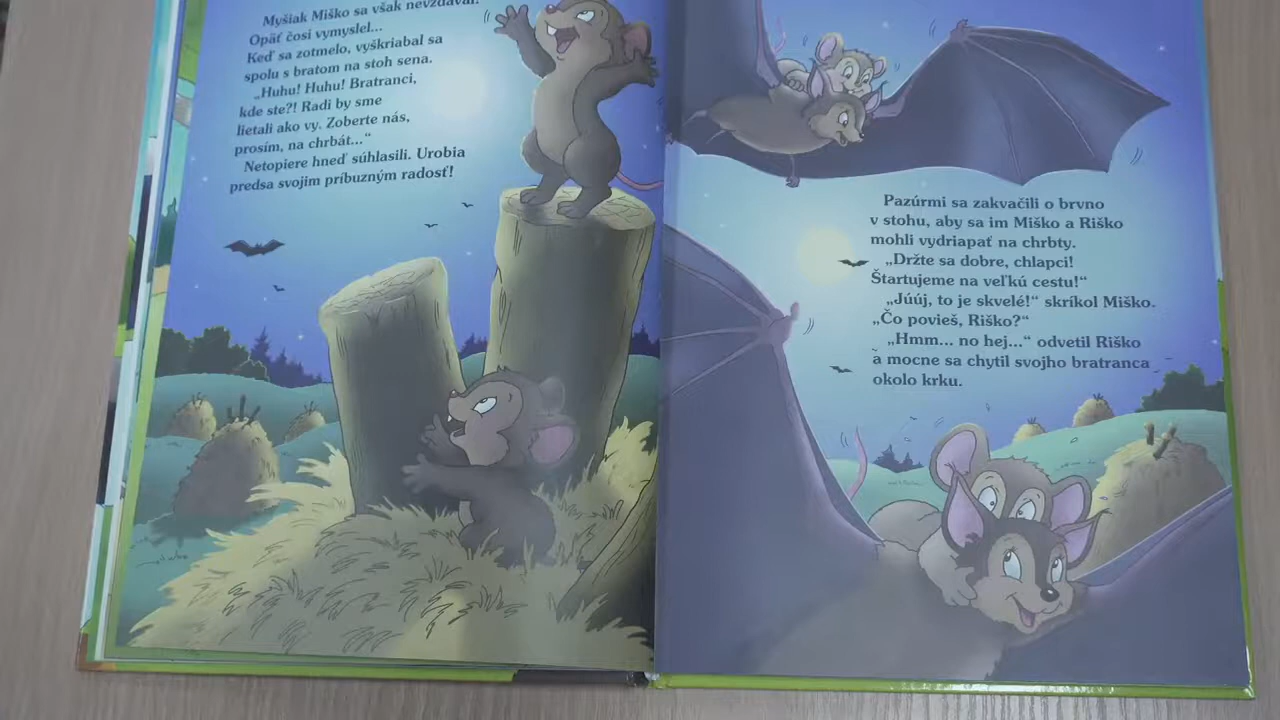 Myšiak Miško sa však nevzdával.
Opäť čosi vymyslel...
Keď sa zotmelo, vyškriabal sa
spolu s bratom na stoh sena.
„Huhu! Huhu! Bratranci,
kde ste?! Radi by sme
lietali ako vy. Zoberte nás,
prosím, na chrbát...“
Netopiere hneď súhlasili. Urobia
predsa svojim príbuzným radosť!
Pazúrmi sa zakvačili o brvno
v stohu, aby sa im Miško a Riško
mohli vydriapať na chrbty.
„Držte sa dobre, chlapci!
Štartujeme na veľkú cestu!“
„Júúj, to je skvelé!“ skríkol Miško.
„Čo povieš, Riško?“
„Hmm... no hej...“ odvetil Riško
a mocne sa chytil svojho bratranca
okolo krku.